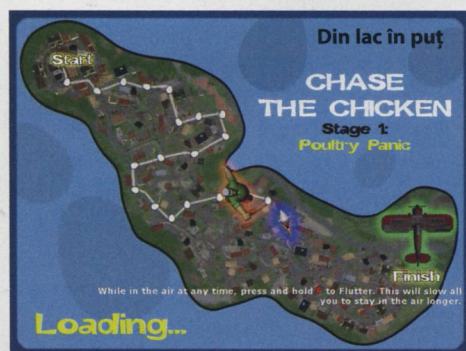 Din lac în puț
Start
CHASE
THE CHICKEN
Stage 1:
Poultry Panic
Finish
While in the air at any time, press and hold to Flutter. This will slow all
you to stay in the air longer.
Loading...